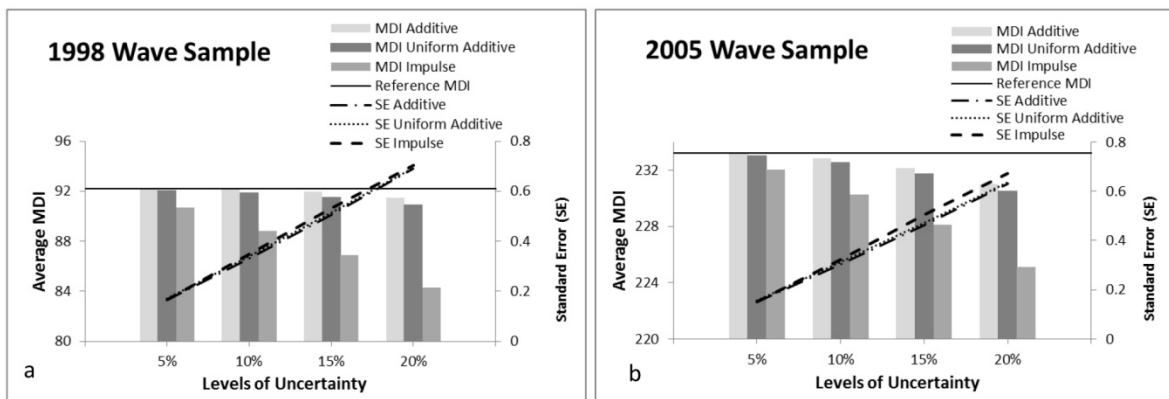 1998 Wave Sample
MDI Additive
MDI Uniform Additive
MDI Impulse
Reference MDI
SE Additive
SE Uniform Additive
SE Impulse
Average MDI
96
92
88
84
80
0.8
0.6
0.4
0.2
0
Standard Error (SE)
5%
10%
15%
20%
Levels of Uncertainty
a
2005 Wave Sample
MDI Additive
MDI Uniform Additive
MDI Impulse
Reference MDI
SE Additive
SE Uniform Additive
SE Impulse
Average MDI
232
228
224
220
0.8
0.6
0.4
0.2
0
Standard Error (SE)
5%
10%
15%
20%
Levels of Uncertainty
b